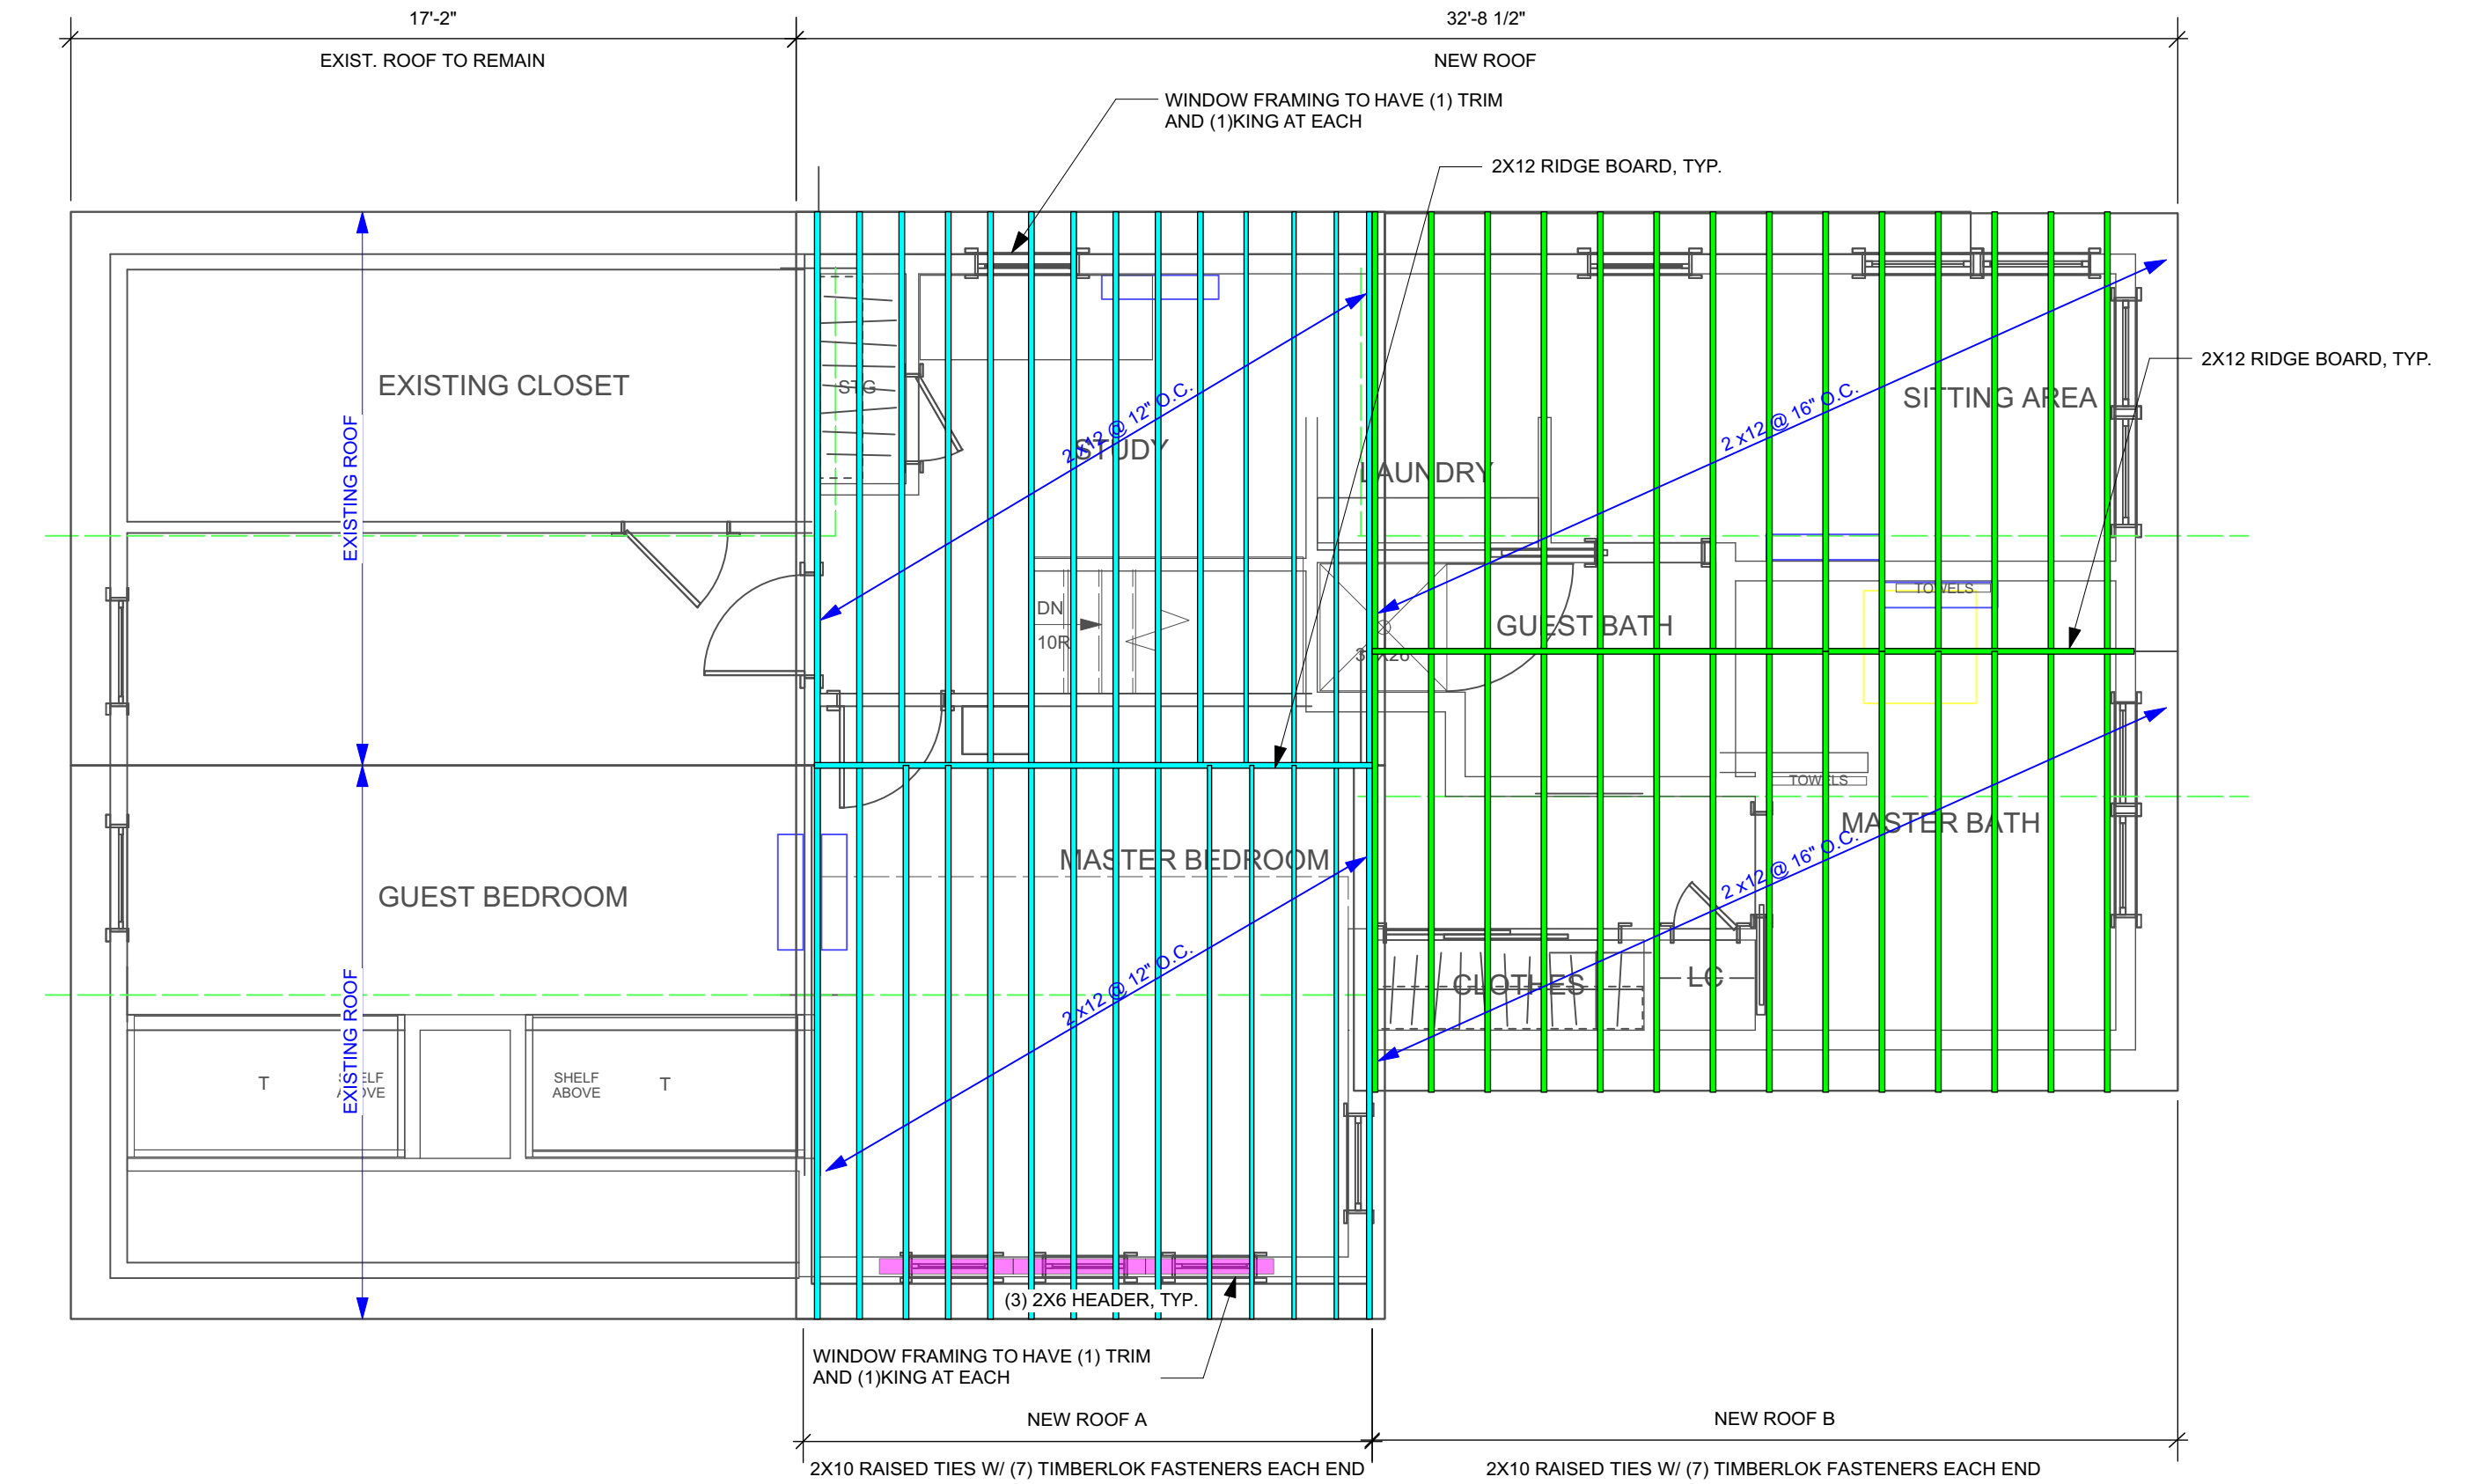 17'-2"
32'-8 1/2"
EXIST. ROOF TO REMAIN
NEW ROOF
WINDOW FRAMING TO HAVE (1) TRIM
AND (1)KING AT EACH
2X12 RIDGE BOARD, TYP.
2X12 RIDGE BOARD, TYP.
EXISTING CLOSET
EXISTING ROOF
STG
2 x12 @ 12" O.C.
STUDY
LAUNDRY
2 x12 @ 16" O.C.
SITTING AREA
TOWELS
DN
10R
GUEST BATH
TOWELS
MASTER BATH
2 x12 @ 16" O.C.
MASTER BEDROOM
GUEST BEDROOM
2 x12 @ 12" O.C.
CLOTHES
LC
EXISTING ROOF
T
SHELF
ABOVE
T
(3) 2X6 HEADER, TYP.
WINDOW FRAMING TO HAVE (1) TRIM
AND (1)KING AT EACH
NEW ROOF A
NEW ROOF B
2X10 RAISED TIES W/ (7) TIMBERLOK FASTENERS EACH END
2X10 RAISED TIES W/ (7) TIMBERLOK FASTENERS EACH END